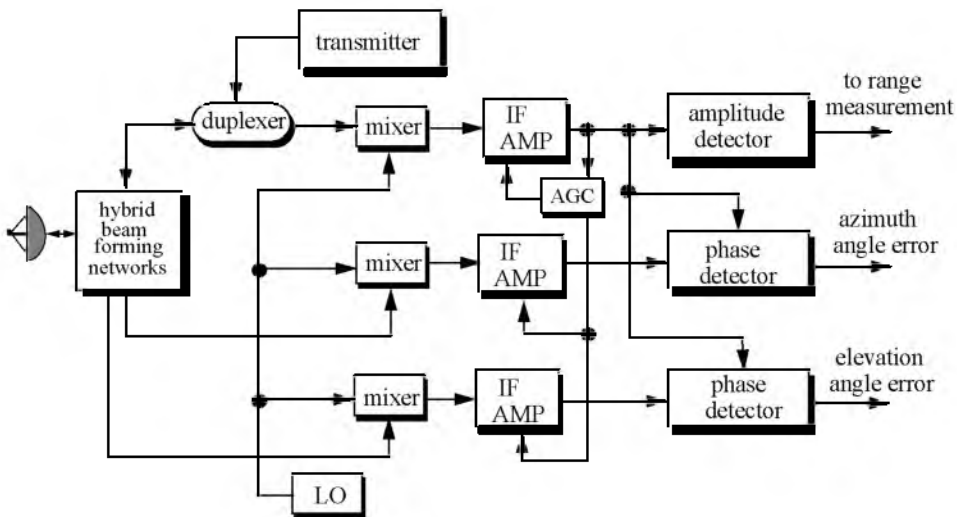 transmitter
to range
measurement
duplexer
mixer
IF
AMP
amplitude
detector
AGC
hybrid
beam
forming
networks
azimuth
angle error
mixer
IF
AMP
phase
detector
elevation
angle error
mixer
IF
AMP
phase
detector
LO